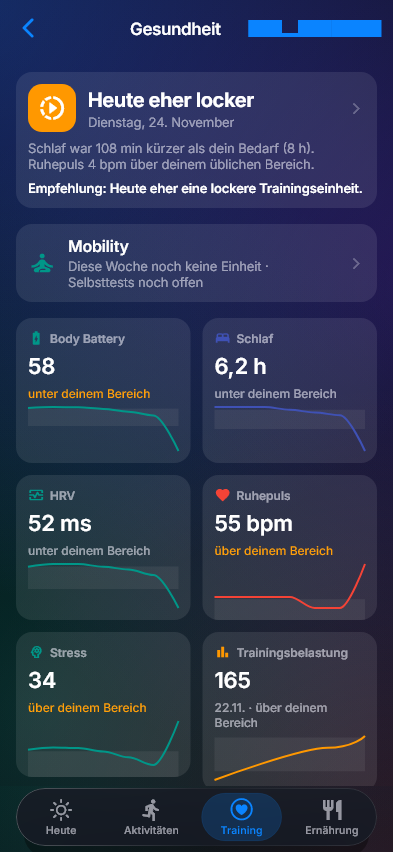 Gesundheit
Heute eher locker
Dienstag, 24. November
Schlaf war 108 min kürzer als dein Bedarf (8 h).
Ruhepuls 4 bpm über deinem üblichen Bereich.
Empfehlung: Heute eher eine lockere Trainingseinheit.
Mobility
Diese Woche noch keine Einheit ·
Selbsttests noch offen
Body Battery
58
unter deinem Bereich
Schlaf
6,2 h
unter deinem Bereich
HRV
52 ms
unter deinem Bereich
Ruhepuls
55 bpm
über deinem Bereich
Stress
34
über deinem Bereich
Trainingsbelastung
165
22.11. · über deinem
Bereich
Heute
Aktivitäten
Training
Ernährung